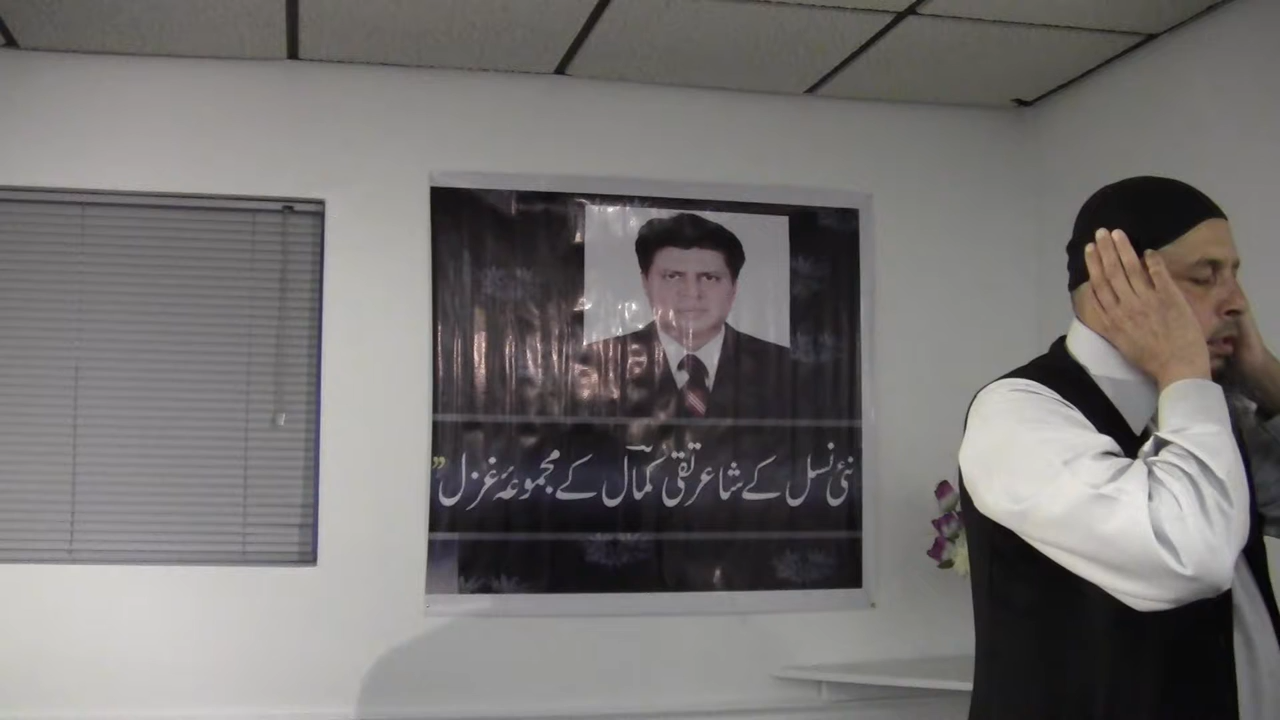 نئی نسل کے شاعر تقی کمال کے مجموعۂ غزل ”